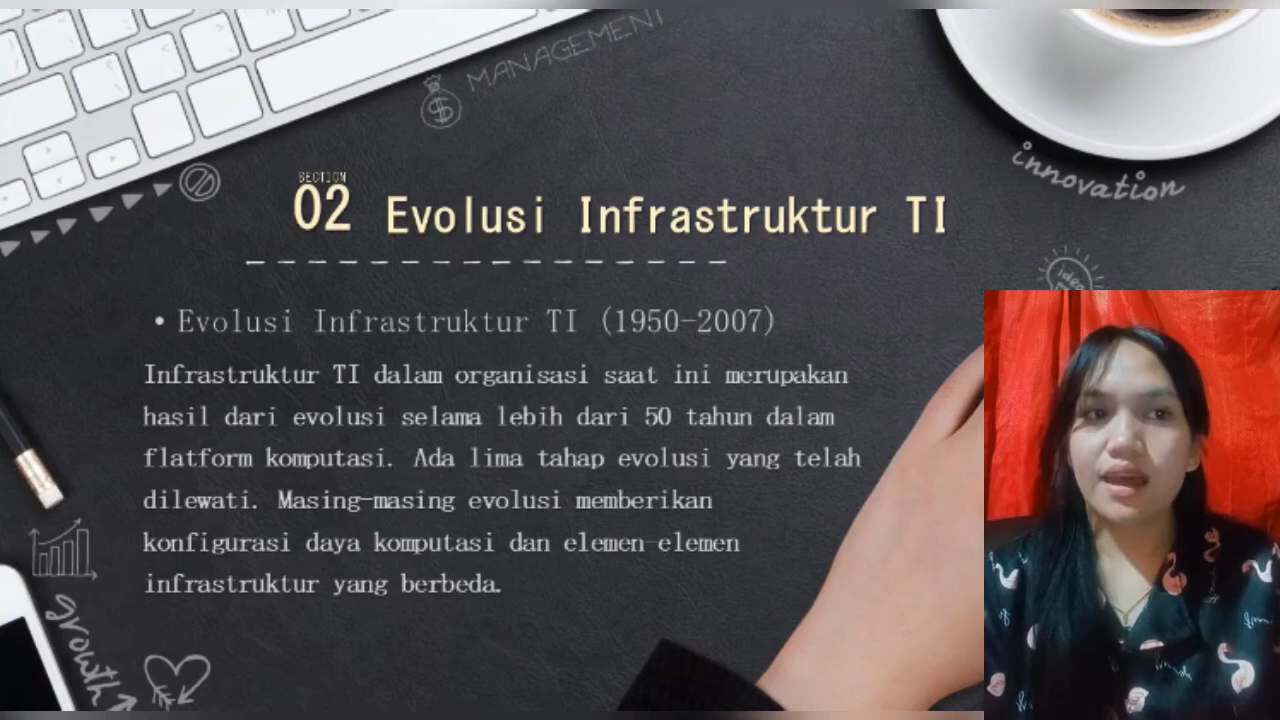 MANAGEMENT
innovation
SECTION
02 Evolusi Infrastruktur TI
idea
• Evolusi Infrastruktur TI (1950-2007)
Infrastruktur TI dalam organisasi saat ini merupakan
hasil dari evolusi selama lebih dari 50 tahun dalam
flatform komputasi. Ada lima tahap evolusi yang telah
dilewati. Masing-masing evolusi memberikan
konfigurasi daya komputasi dan elemen-elemen
infrastruktur yang berbeda.
growth